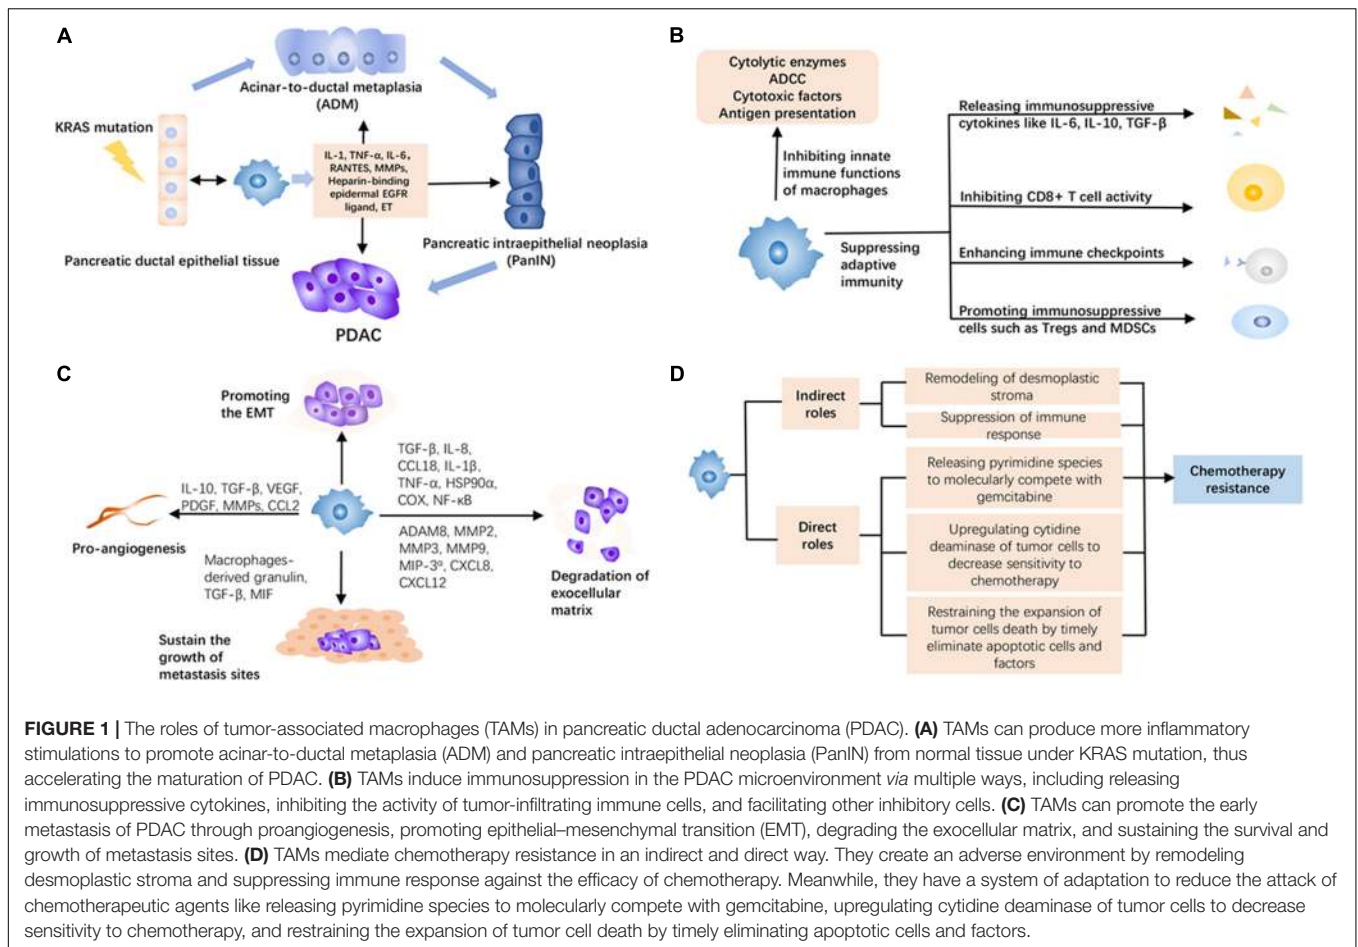 A
Acinar-to-ductal metaplasia
(ADM)
KRAS mutation
IL-1, TNF-α, IL-6,
RANTES, MMPs,
Heparin-binding
epidermal EGFR
ligand, ET
Pancreatic intraepithelial neoplasia
(PanIN)
Pancreatic ductal epithelial tissue
PDAC
B
Cytolytic enzymes
ADCC
Cytotoxic factors
Antigen presentation
Inhibiting innate
immune functions
of macrophages
Suppressing
adaptive
immunity
Releasing immunosuppressive
cytokines like IL-6, IL-10, TGF-β
Inhibiting CD8+ T cell activity
Enhancing immune checkpoints
Promoting immunosuppressive
cells such as Tregs and MDSCs
C
Promoting
the EMT
TGF-β, IL-8,
CCL18, IL-1β,
TNF-α, HSP90α,
COX, NF-κB
IL-10, TGF-β, VEGF,
PDGF, MMPs, CCL2
Pro-angiogenesis
ADAM8, MMP2,
MMP3, MMP9,
MIP-3ᵅ, CXCL8,
CXCL12
Macrophages-
derived granulin,
TGF-β, MIF
Degradation of
exocellular
matrix
Sustain the
growth of
metastasis sites
D
Indirect
roles
Remodeling of desmoplastic
stroma
Suppression of immune
response
Direct
roles
Releasing pyrimidine species
to molecularly compete with
gemcitabine
Upregulating cytidine
deaminase of tumor cells to
decrease sensitivity to
chemotherapy
Restraining the expansion of
tumor cells death by timely
eliminate apoptotic cells and
factors
Chemotherapy
resistance
FIGURE 1 | The roles of tumor-associated macrophages (TAMs) in pancreatic ductal adenocarcinoma (PDAC). (A) TAMs can produce more inflammatory
stimulations to promote acinar-to-ductal metaplasia (ADM) and pancreatic intraepithelial neoplasia (PanIN) from normal tissue under KRAS mutation, thus
accelerating the maturation of PDAC. (B) TAMs induce immunosuppression in the PDAC microenvironment via multiple ways, including releasing
immunosuppressive cytokines, inhibiting the activity of tumor-infiltrating immune cells, and facilitating other inhibitory cells. (C) TAMs can promote the early
metastasis of PDAC through proangiogenesis, promoting epithelial–mesenchymal transition (EMT), degrading the exocellular matrix, and sustaining the survival and
growth of metastasis sites. (D) TAMs mediate chemotherapy resistance in an indirect and direct way. They create an adverse environment by remodeling
desmoplastic stroma and suppressing immune response against the efficacy of chemotherapy. Meanwhile, they have a system of adaptation to reduce the attack of
chemotherapeutic agents like releasing pyrimidine species to molecularly compete with gemcitabine, upregulating cytidine deaminase of tumor cells to decrease
sensitivity to chemotherapy, and restraining the expansion of tumor cell death by timely eliminating apoptotic cells and factors.